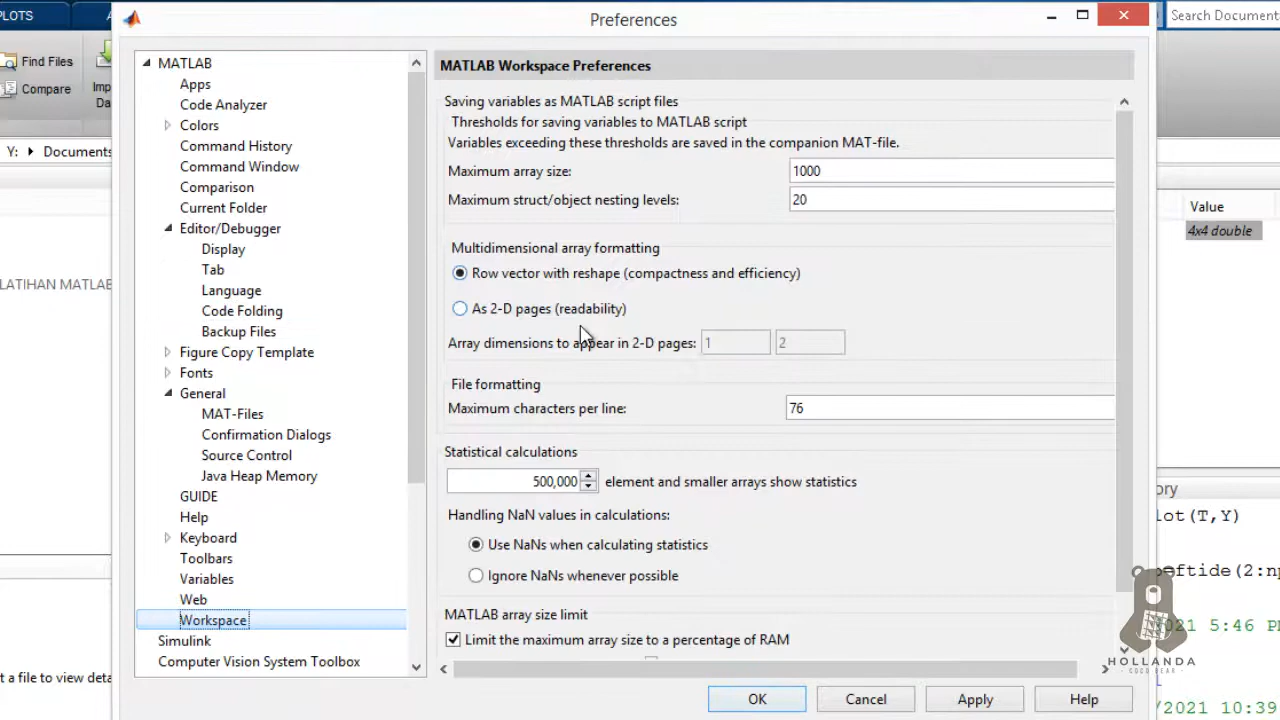 PLOTS
Preferences
Search Document
Find Files
Compare
Imp
Da
Y: Documents
LATIHAN MATLAB
t a file to view deta
MATLAB
Apps
Code Analyzer
Colors
Command History
Command Window
Comparison
Current Folder
Editor/Debugger
Display
Tab
Language
Code Folding
Backup Files
Figure Copy Template
Fonts
General
MAT-Files
Confirmation Dialogs
Source Control
Java Heap Memory
GUIDE
Help
Keyboard
Toolbars
Variables
Web
Workspace
Simulink
Computer Vision System Toolbox
MATLAB Workspace Preferences
Saving variables as MATLAB script files
Thresholds for saving variables to MATLAB script
Variables exceeding these thresholds are saved in the companion MAT-file.
Maximum array size: 1000
Maximum struct/object nesting levels: 20
Multidimensional array formatting
Row vector with reshape (compactness and efficiency)
As 2-D pages (readability)
Array dimensions to appear in 2-D pages: 1 2
File formatting
Maximum characters per line: 76
Statistical calculations
500,000 element and smaller arrays show statistics
Handling NaN values in calculations:
Use NaNs when calculating statistics
Ignore NaNs whenever possible
MATLAB array size limit
Limit the maximum array size to a percentage of RAM
OK Cancel Apply Help
Value
4x4 double
ory
lot(T,Y)
eftide(2:np
021 5:46 PM
HOLLANDA
COCO BEAR
/2021 10:39